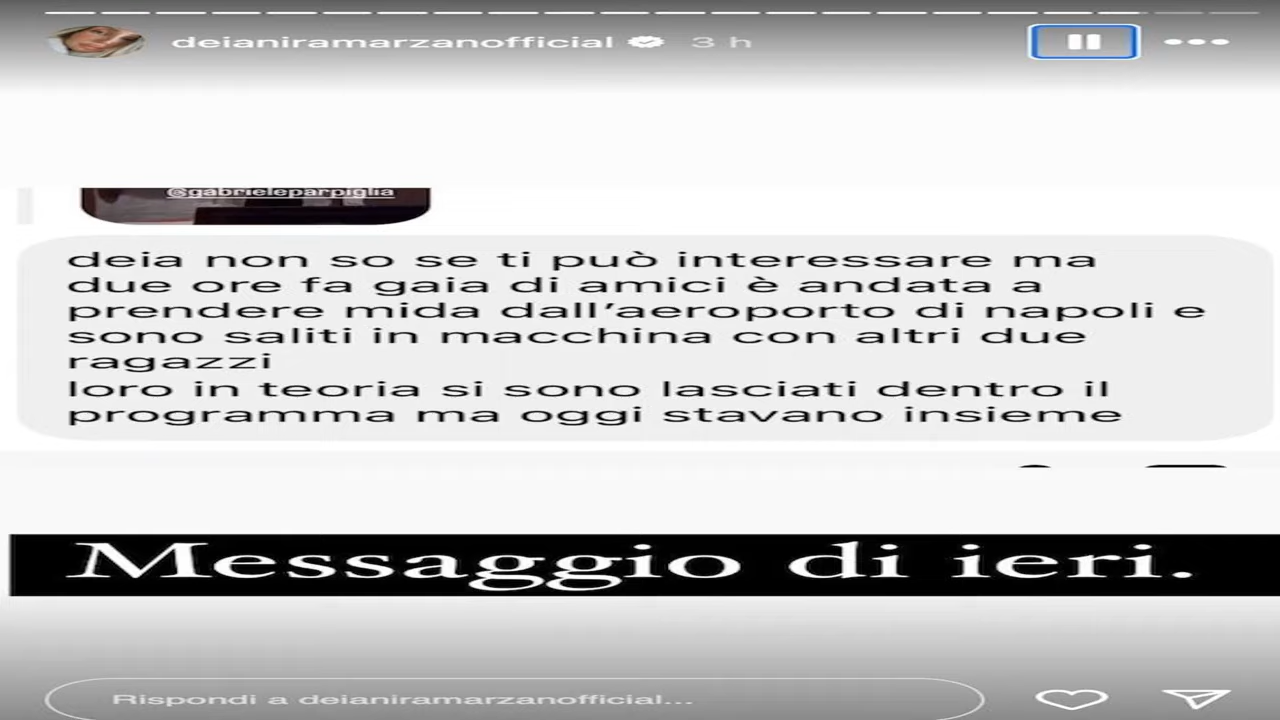 deianiramarzanofficial 3 h
@gabrieleparpiglia
deia non so se ti può interessare ma
due ore fa gaia di amici è andata a
prendere mida dall’aeroporto di napoli e
sono saliti in macchina con altri due
ragazzi
loro in teoria si sono lasciati dentro il
programma ma oggi stavano insieme
Messaggio di ieri.
Rispondi a deianiramarzanofficial...